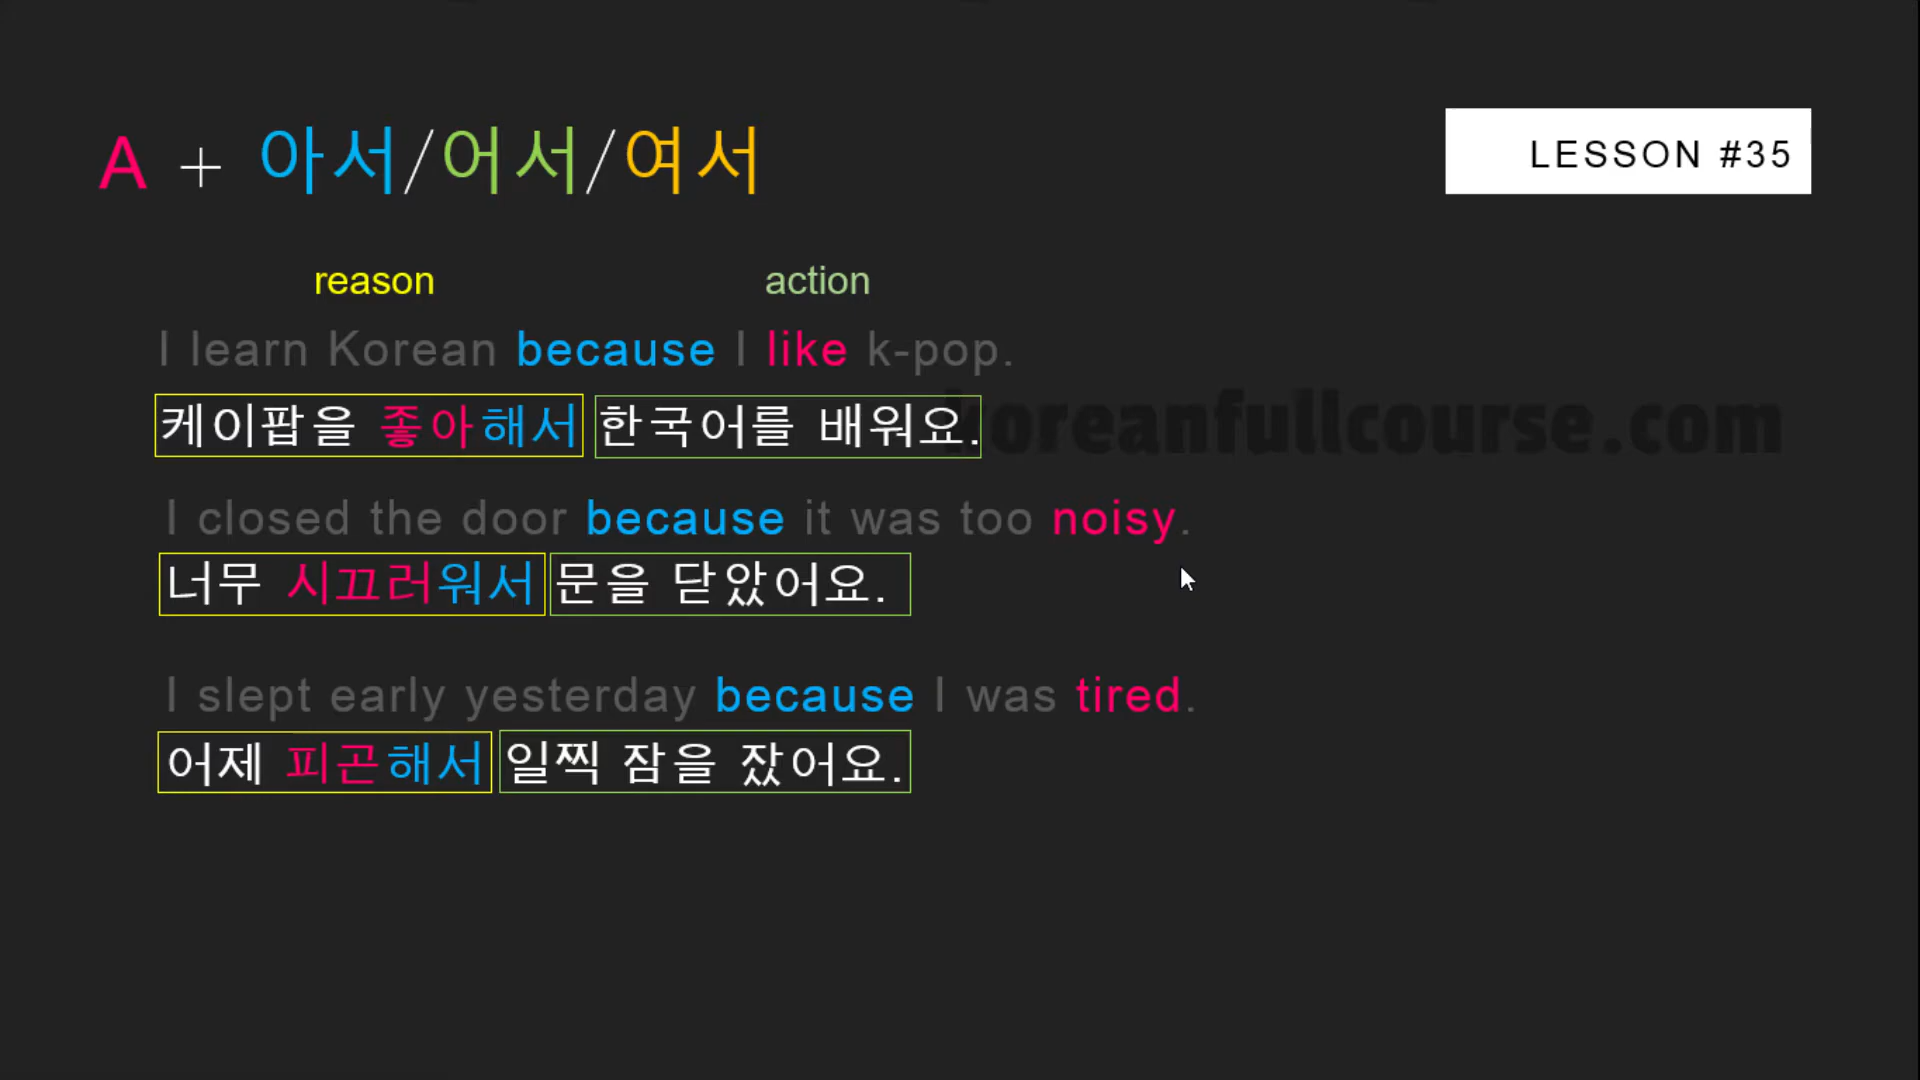 A + 아서/어서/여서
LESSON #35
reason action
I learn Korean because I like k-pop.
케이팝을 좋아해서 한국어를 배워요.
koreanfullcourse.com
I closed the door because it was too noisy.
너무 시끄러워서 문을 닫았어요.
I slept early yesterday because I was tired.
어제 피곤해서 일찍 잠을 잤어요.